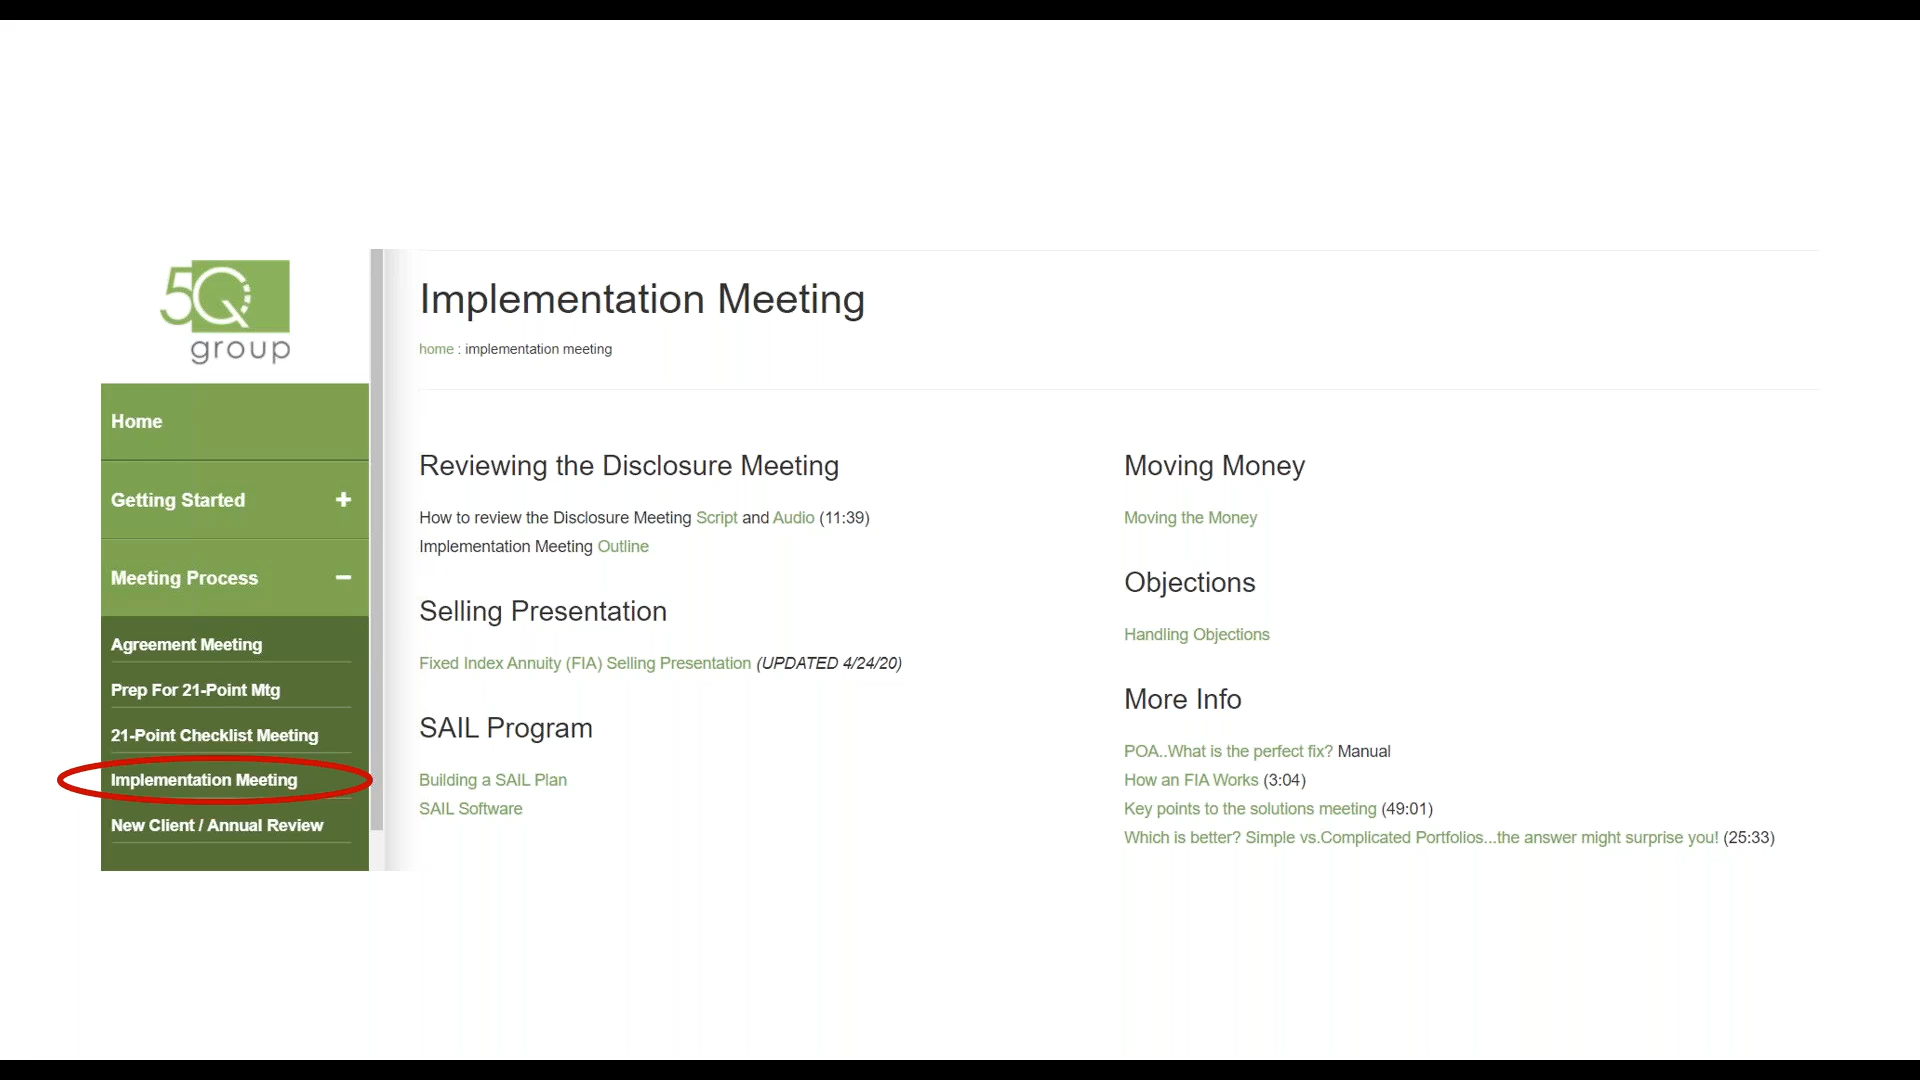 5Q
group
Home
Getting Started +
Meeting Process −
Agreement Meeting
Prep For 21-Point Mtg
21-Point Checklist Meeting
Implementation Meeting
New Client / Annual Review
Implementation Meeting
home : implementation meeting
Reviewing the Disclosure Meeting
How to review the Disclosure Meeting Script and Audio (11:39)
Implementation Meeting Outline
Selling Presentation
Fixed Index Annuity (FIA) Selling Presentation (UPDATED 4/24/20)
SAIL Program
Building a SAIL Plan
SAIL Software
Moving Money
Moving the Money
Objections
Handling Objections
More Info
POA..What is the perfect fix? Manual
How an FIA Works (3:04)
Key points to the solutions meeting (49:01)
Which is better? Simple vs.Complicated Portfolios...the answer might surprise you! (25:33)